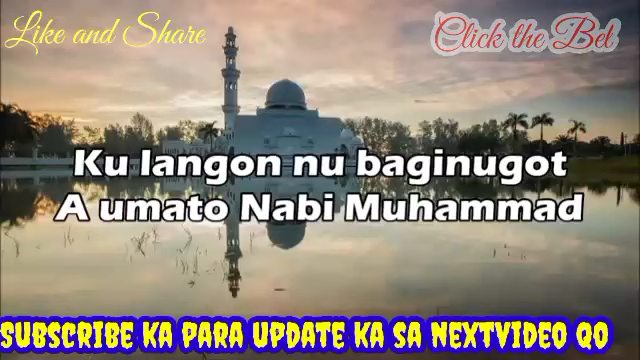 Like and Share
Click the Bel
Ku langon nu baginugot
A umato Nabi Muhammad
SUBSCRIBE KA PARA UPDATE KA SA NEXTVIDEO QO